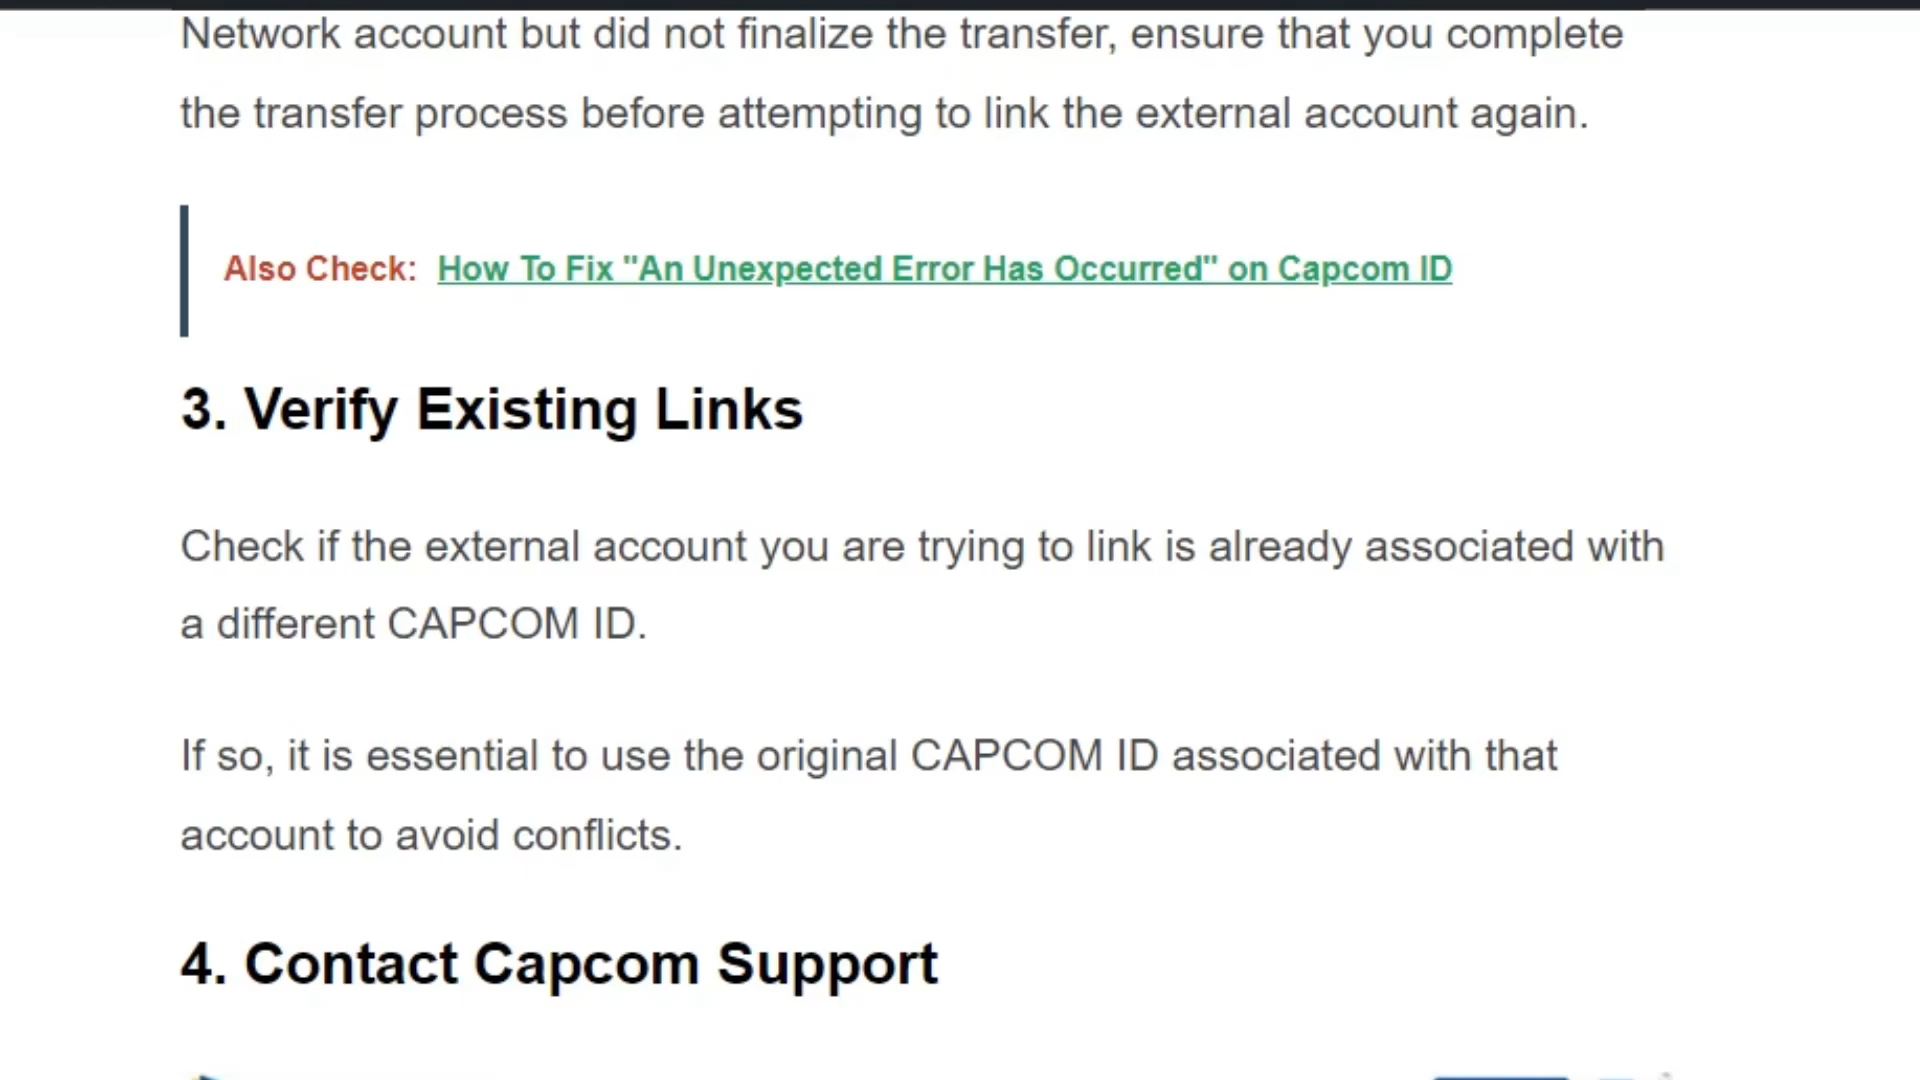 Network account but did not finalize the transfer, ensure that you complete
the transfer process before attempting to link the external account again.
Also Check: How To Fix "An Unexpected Error Has Occurred" on Capcom ID
3. Verify Existing Links
Check if the external account you are trying to link is already associated with
a different CAPCOM ID.
If so, it is essential to use the original CAPCOM ID associated with that
account to avoid conflicts.
4. Contact Capcom Support